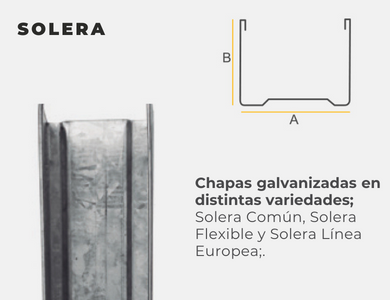 SOLERA
B
A
Chapas galvanizadas en
distintas variedades;
Solera Común, Solera
Flexible y Solera Línea
Europea;.